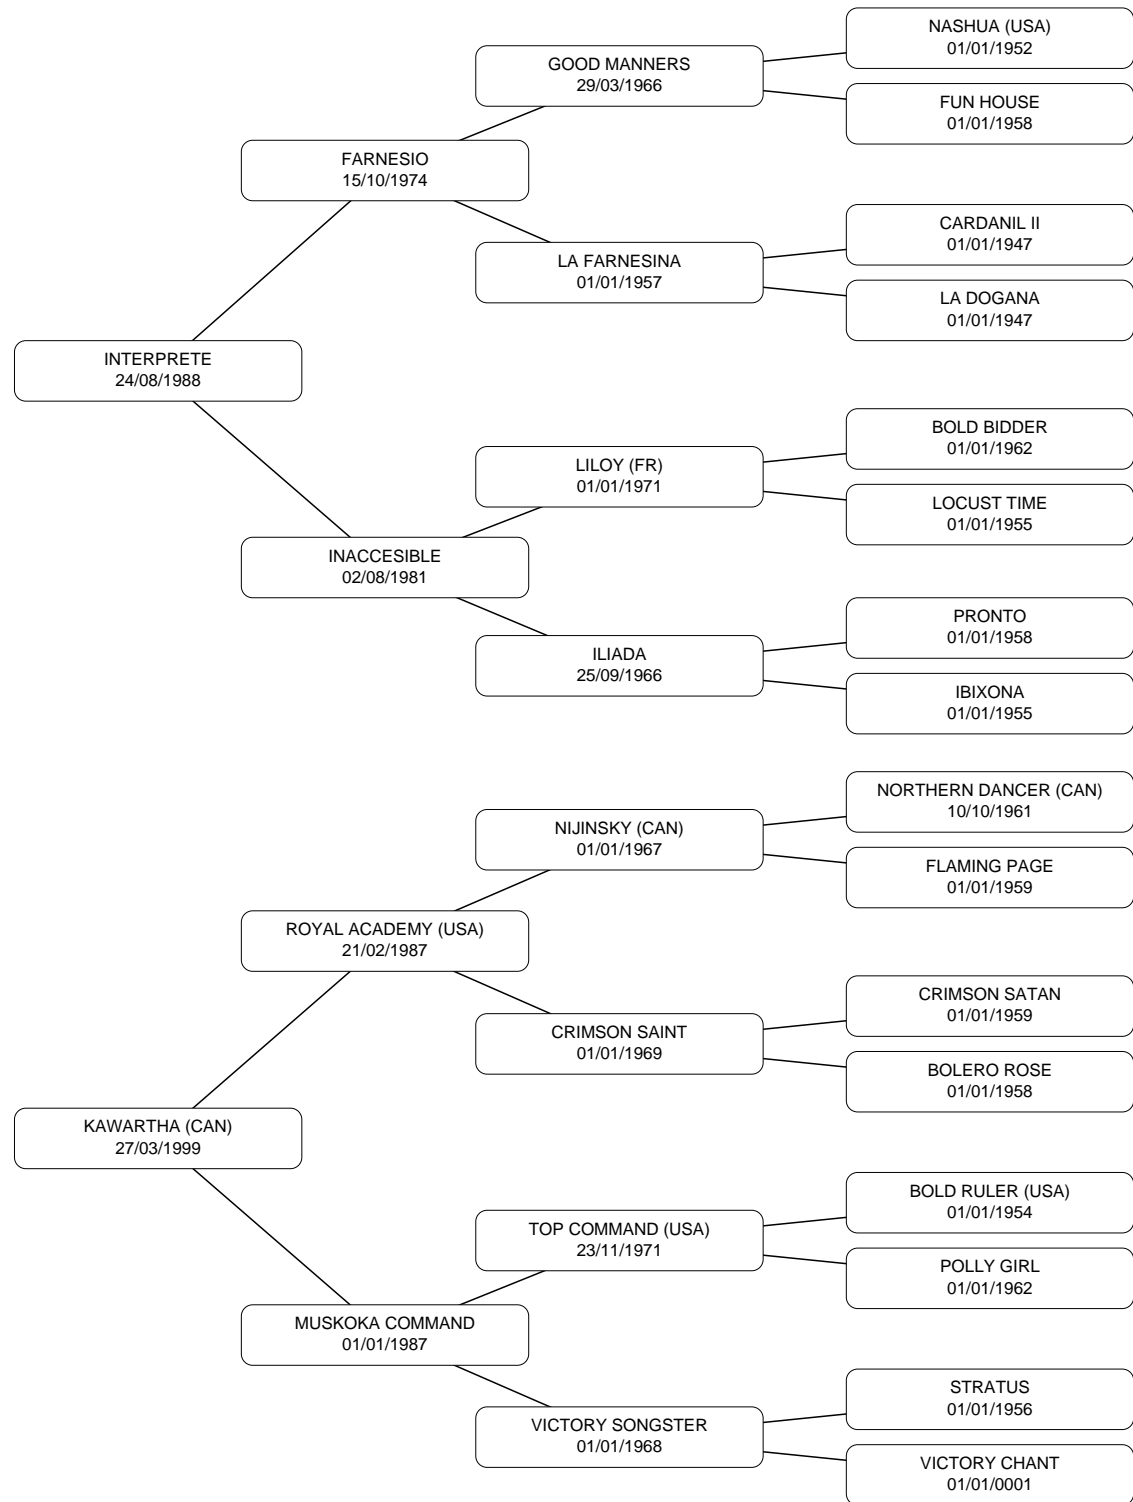 NASHUA (USA)
01/01/1952
GOOD MANNERS
29/03/1966
FUN HOUSE
01/01/1958
FARNESIO
15/10/1974
CARDANIL II
01/01/1947
LA FARNESINA
01/01/1957
LA DOGANA
01/01/1947
INTERPRETE
24/08/1988
BOLD BIDDER
01/01/1962
LILOY (FR)
01/01/1971
LOCUST TIME
01/01/1955
INACCESIBLE
02/08/1981
PRONTO
01/01/1958
ILIADA
25/09/1966
IBIXONA
01/01/1955
NORTHERN DANCER (CAN)
10/10/1961
NIJINSKY (CAN)
01/01/1967
FLAMING PAGE
01/01/1959
ROYAL ACADEMY (USA)
21/02/1987
CRIMSON SATAN
01/01/1959
CRIMSON SAINT
01/01/1969
BOLERO ROSE
01/01/1958
KAWARTHA (CAN)
27/03/1999
BOLD RULER (USA)
01/01/1954
TOP COMMAND (USA)
23/11/1971
POLLY GIRL
01/01/1962
MUSKOKA COMMAND
01/01/1987
STRATUS
01/01/1956
VICTORY SONGSTER
01/01/1968
VICTORY CHANT
01/01/0001